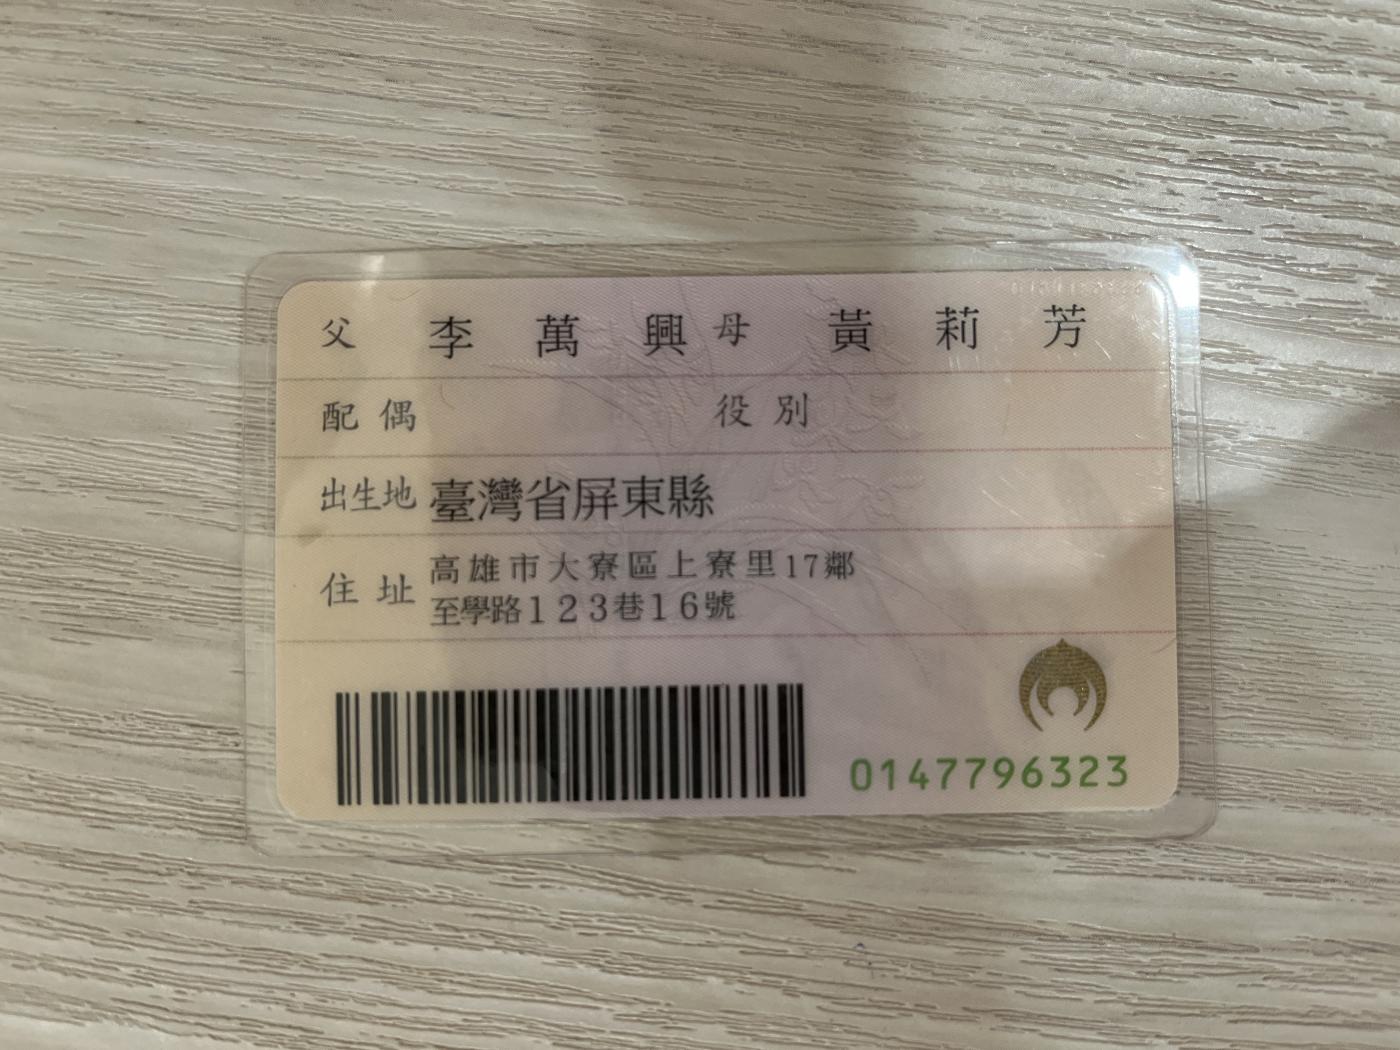 父 李萬興 母 黃莉芳
配偶 役別
出生地 臺灣省屏東縣
住址 高雄市大寮區上寮里17鄰
至學路123巷16號
0147796323